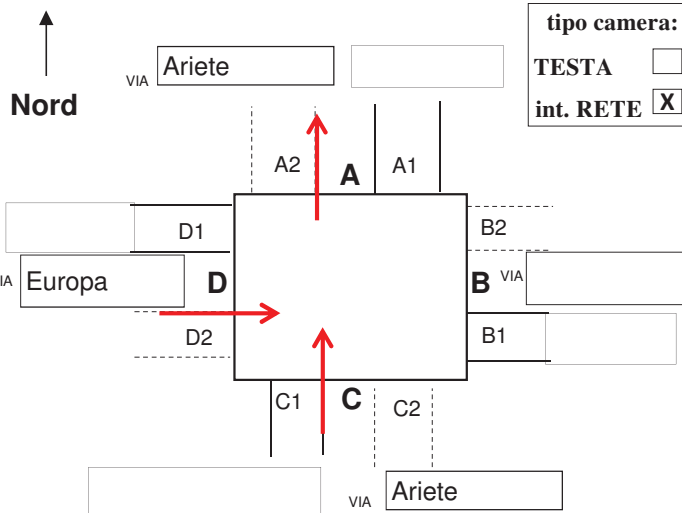 tipo camera:
VIA Ariete
TESTA
Nord
int. RETE X
A2 A A1
D1 B2
VIA Europa D B VIA
D2 B1
C1 C C2
VIA Ariete